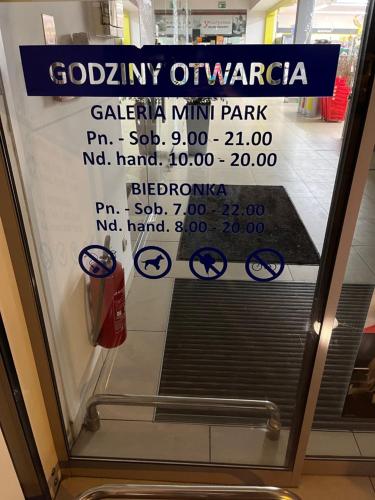 GODZINY OTWARCIA
GALERIA MINI PARK
Pn. - Sob. 9.00 - 21.00
Nd. hand. 10.00 - 20.00
BIEDRONKA
Pn. - Sob. 7.00 - 22.00
Nd. hand. 8.00 - 20.00